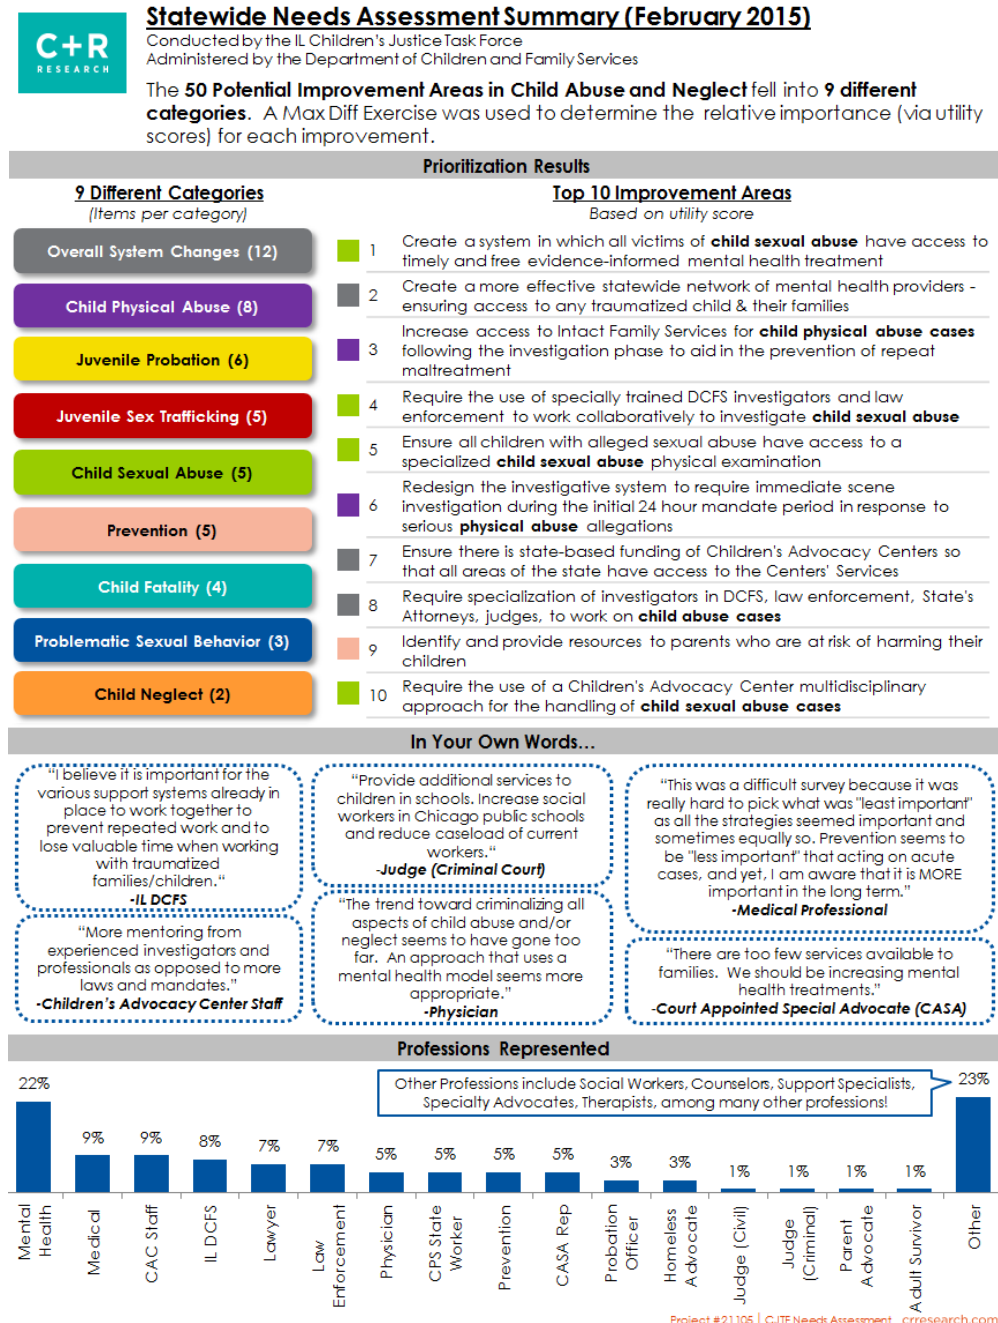 C+R
RESEARCH
Statewide Needs Assessment Summary (February 2015)
Conducted by the IL Children's Justice Task Force
Administered by the Department of Children and Family Services
The 50 Potential Improvement Areas in Child Abuse and Neglect fell into 9 different
categories. A Max Diff Exercise was used to determine the relative importance (via utility
scores) for each improvement.
Prioritization Results
9 Different Categories
(Items per category)
Overall System Changes (12)
Child Physical Abuse (8)
Juvenile Probation (6)
Juvenile Sex Trafficking (5)
Child Sexual Abuse (5)
Prevention (5)
Child Fatality (4)
Problematic Sexual Behavior (3)
Child Neglect (2)
Top 10 Improvement Areas
Based on utility score
1 Create a system in which all victims of child sexual abuse have access to
timely and free evidence-informed mental health treatment
2 Create a more effective statewide network of mental health providers -
ensuring access to any traumatized child & their families
Increase access to Intact Family Services for child physical abuse cases
3 following the investigation phase to aid in the prevention of repeat
maltreatment
4 Require the use of specially trained DCFS investigators and law
enforcement to work collaboratively to investigate child sexual abuse
5 Ensure all children with alleged sexual abuse have access to a
specialized child sexual abuse physical examination
Redesign the investigative system to require immediate scene
6 investigation during the initial 24 hour mandate period in response to
serious physical abuse allegations
7 Ensure there is state-based funding of Children's Advocacy Centers so
that all areas of the state have access to the Centers' Services
8 Require specialization of investigators in DCFS, law enforcement, State's
Attorneys, judges, to work on child abuse cases
9 Identify and provide resources to parents who are at risk of harming their
children
10 Require the use of a Children's Advocacy Center multidisciplinary
approach for the handling of child sexual abuse cases
In Your Own Words...
"I believe it is important for the
various support systems already in
place to work together to
prevent repeated work and to
lose valuable time when working
with traumatized
families/children."
-IL DCFS
"More mentoring from
experienced investigators and
professionals as opposed to more
laws and mandates."
-Children's Advocacy Center Staff
"Provide additional services to
children in schools. Increase social
workers in Chicago public schools
and reduce caseload of current
workers."
-Judge (Criminal Court)
"The trend toward criminalizing all
aspects of child abuse and/or
neglect seems to have gone too
far. An approach that uses a
mental health model seems more
appropriate."
-Physician
"This was a difficult survey because it was
really hard to pick what was "least important"
as all the strategies seemed important and
sometimes equally so. Prevention seems to
be "less important" that acting on acute
cases, and yet, I am aware that it is MORE
important in the long term."
-Medical Professional
"There are too few services available to
families. We should be increasing mental
health treatments."
-Court Appointed Special Advocate (CASA)
Professions Represented
Other Professions include Social Workers, Counselors, Support Specialists,
Specialty Advocates, Therapists, among many other professions!
22%
9%
9%
8%
7%
7%
5%
5%
5%
5%
3%
3%
1%
1%
1%
1%
23%
Mental
Health
Medical
CAC Staff
IL DCFS
Lawyer
Law
Enforcement
Physician
CPS State
Worker
Prevention
CASA Rep
Probation
Officer
Homeless
Advocate
Judge (Civil)
Judge
(Criminal)
Parent
Advocate
Adult Survivor
Other
Project #21105 | CJTF Needs Assessment crresearch.com